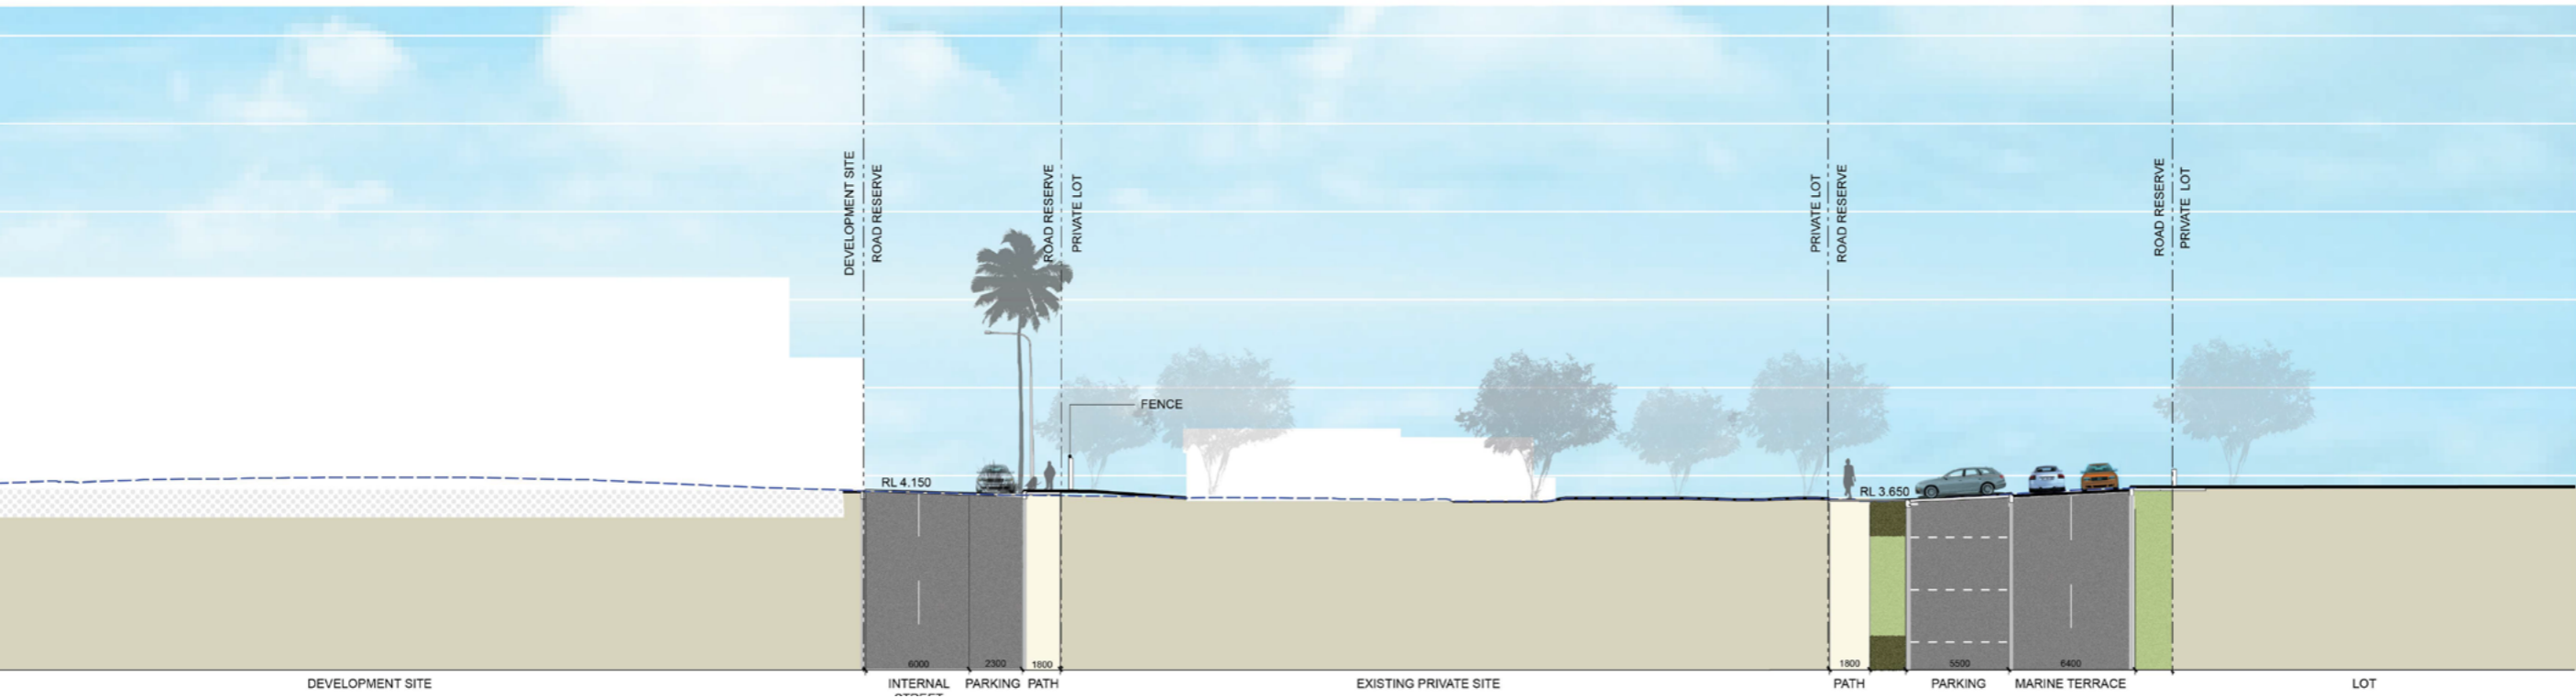 DEVELOPMENT SITE
ROAD RESERVE
ROAD RESERVE
PRIVATE LOT
PRIVATE LOT
ROAD RESERVE
ROAD RESERVE
PRIVATE LOT
FENCE
RL 4.150
RL 3.650
6000
2300
1800
1800
5500
6400
DEVELOPMENT SITE
INTERNAL
STREET
PARKING
PATH
EXISTING PRIVATE SITE
PATH
PARKING
MARINE TERRACE
LOT